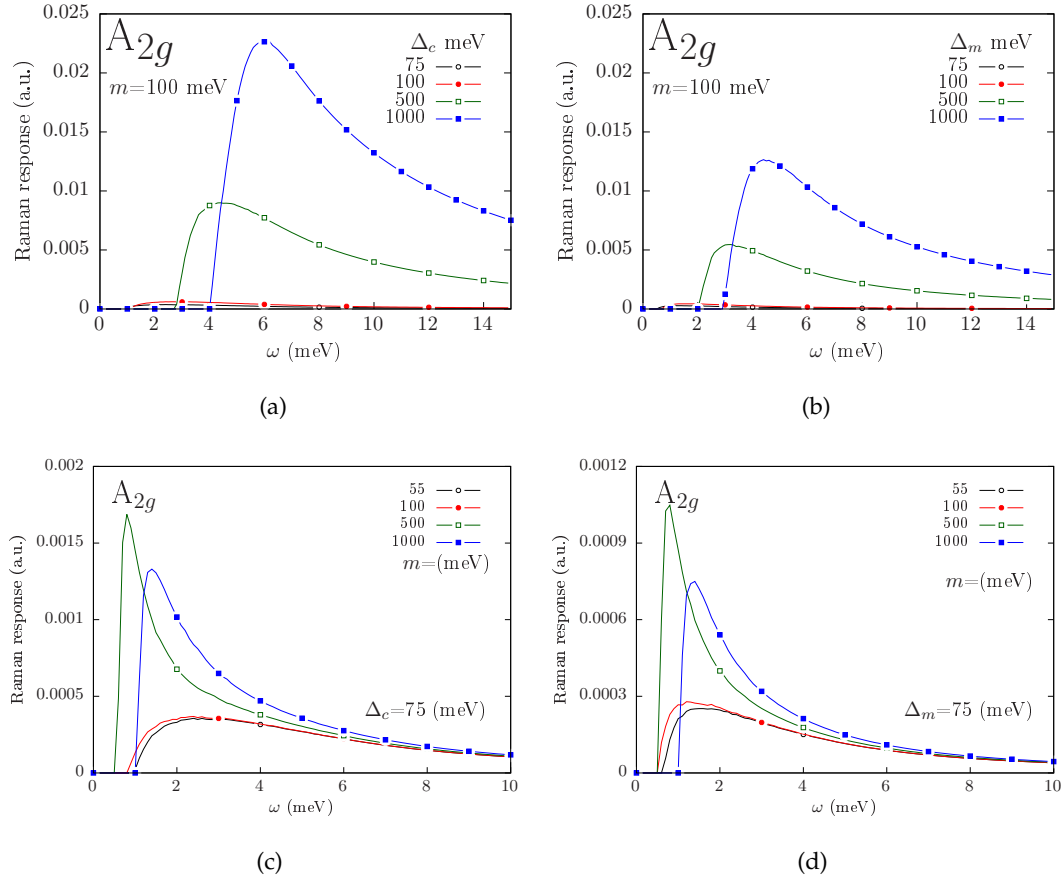 A2g
m=100 meV
Δc meV
75
100
500
1000
Raman response (a.u.)
0.025
0.02
0.015
0.01
0.005
0
0 2 4 6 8 10 12 14
ω (meV)
(a)
A2g
m=100 meV
Δm meV
75
100
500
1000
Raman response (a.u.)
0.025
0.02
0.015
0.01
0.005
0
0 2 4 6 8 10 12 14
ω (meV)
(b)
A2g
55
100
500
1000
m=(meV)
Δc=75 (meV)
Raman response (a.u.)
0.002
0.0015
0.001
0.0005
0
0 2 4 6 8 10
ω (meV)
(c)
A2g
55
100
500
1000
m=(meV)
Δm=75 (meV)
Raman response (a.u.)
0.0012
0.0009
0.0006
0.0003
0
0 2 4 6 8 10
ω (meV)
(d)